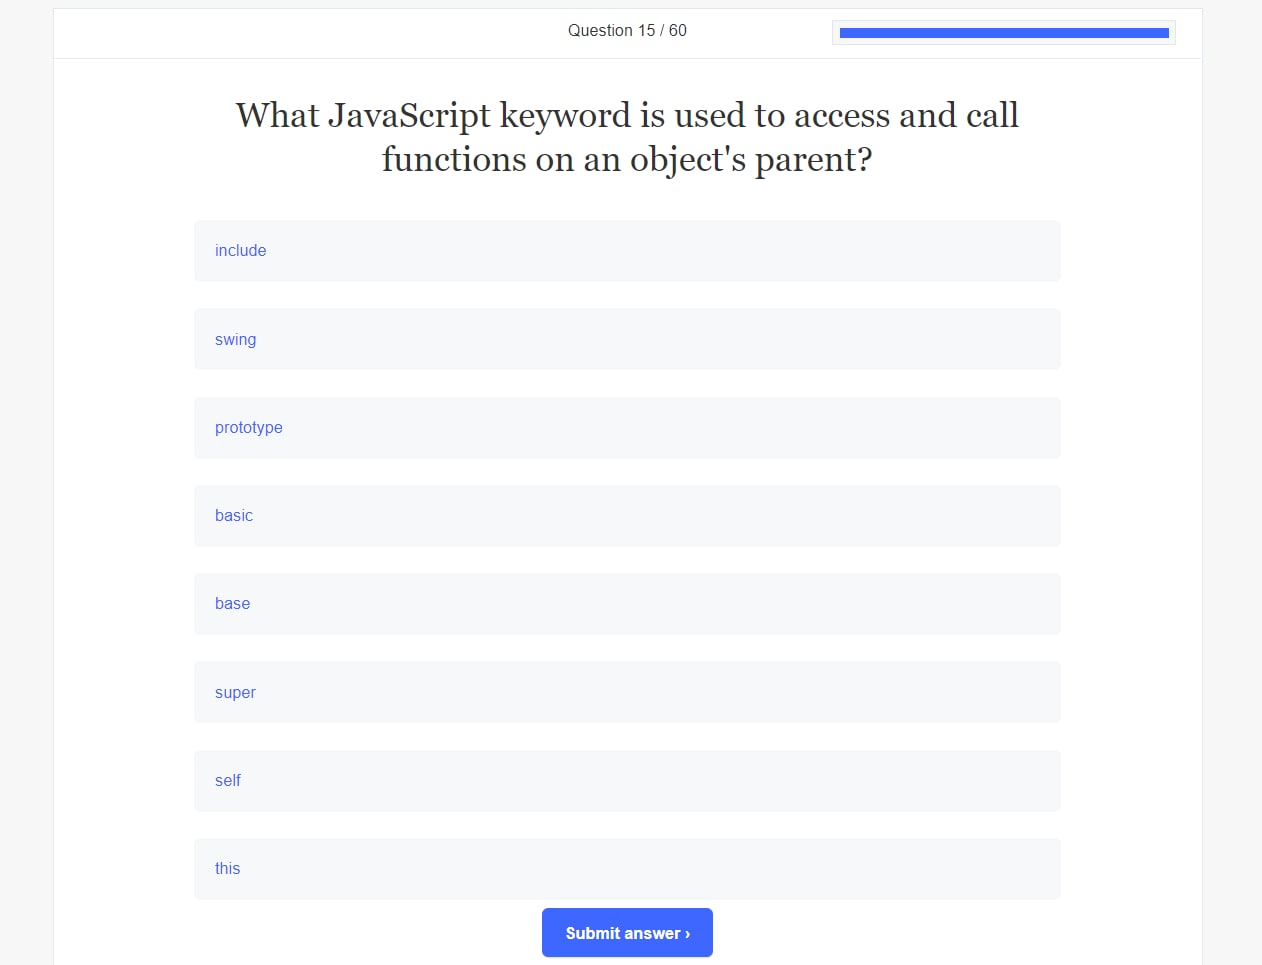 Question 15 / 60
What JavaScript keyword is used to access and call
functions on an object's parent?
include
swing
prototype
basic
base
super
self
this
Submit answer ›